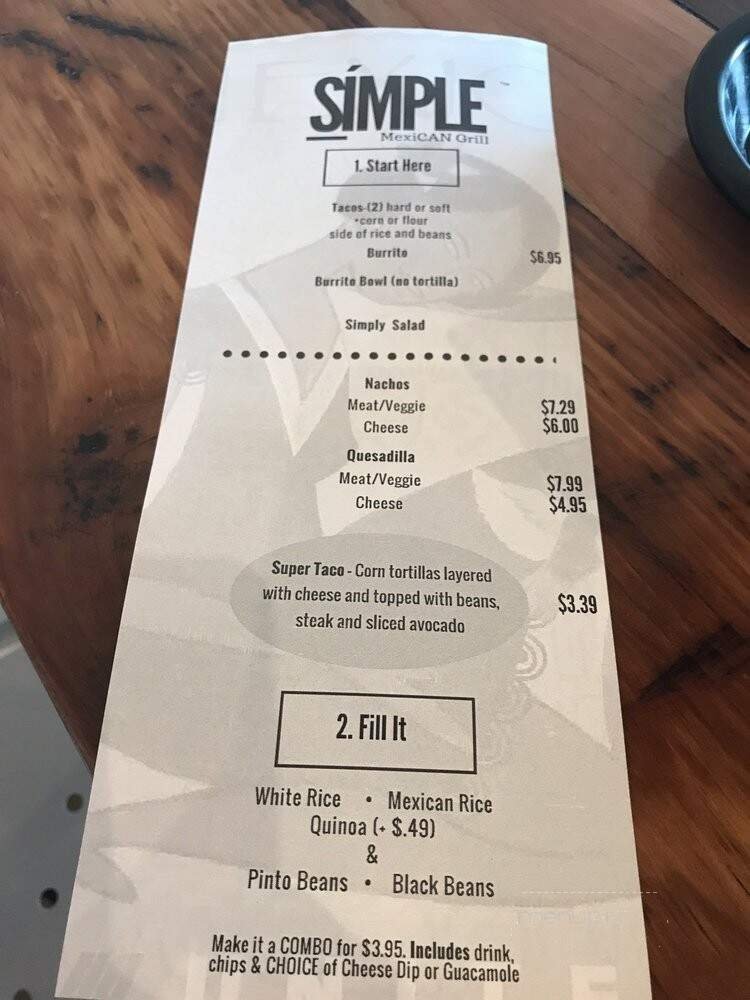 SÍMPLE
MexiCAN Grill
1. Start Here
Tacos-(2) hard or soft
•corn or flour
side of rice and beans
Burrito $6.95
Burrito Bowl (no tortilla)
Simply Salad
Nachos
Meat/Veggie $7.29
Cheese $6.00
Quesadilla
Meat/Veggie $7.99
Cheese $4.95
Super Taco - Corn tortillas layered
with cheese and topped with beans, $3.39
steak and sliced avocado
2. Fill It
White Rice • Mexican Rice
Quinoa (+ $.49)
&
Pinto Beans • Black Beans
Make it a COMBO for $3.95. Includes drink,
chips & CHOICE of Cheese Dip or Guacamole